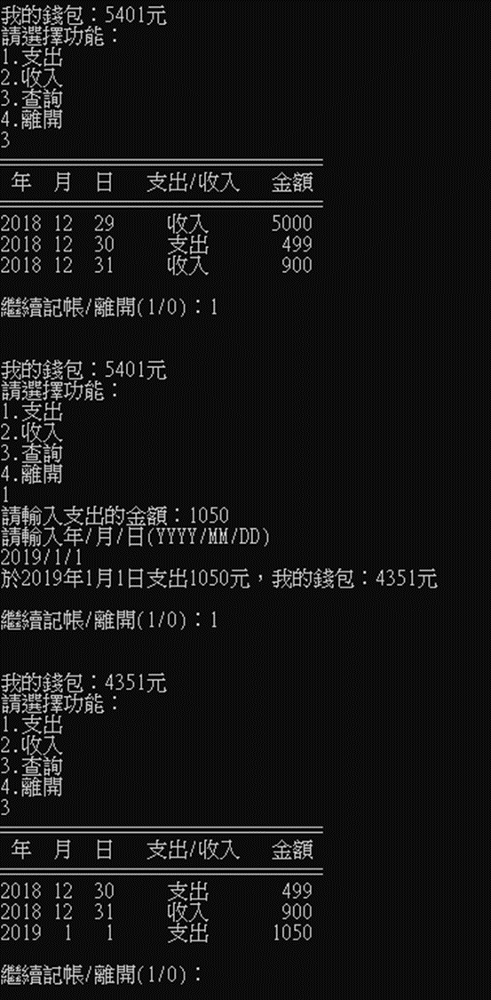 我的錢包：5401元
請選擇功能：
1.支出
2.收入
3.查詢
4.離開
3
年 月 日 支出/收入 金額
2018 12 29 收入 5000
2018 12 30 支出 499
2018 12 31 收入 900
繼續記帳/離開(1/0)：1
我的錢包：5401元
請選擇功能：
1.支出
2.收入
3.查詢
4.離開
1
請輸入支出的金額：1050
請輸入年/月/日(YYYY/MM/DD)
2019/1/1
於2019年1月1日支出1050元，我的錢包：4351元
繼續記帳/離開(1/0)：1
我的錢包：4351元
請選擇功能：
1.支出
2.收入
3.查詢
4.離開
3
年 月 日 支出/收入 金額
2018 12 30 支出 499
2018 12 31 收入 900
2019 1 1 支出 1050
繼續記帳/離開(1/0)：